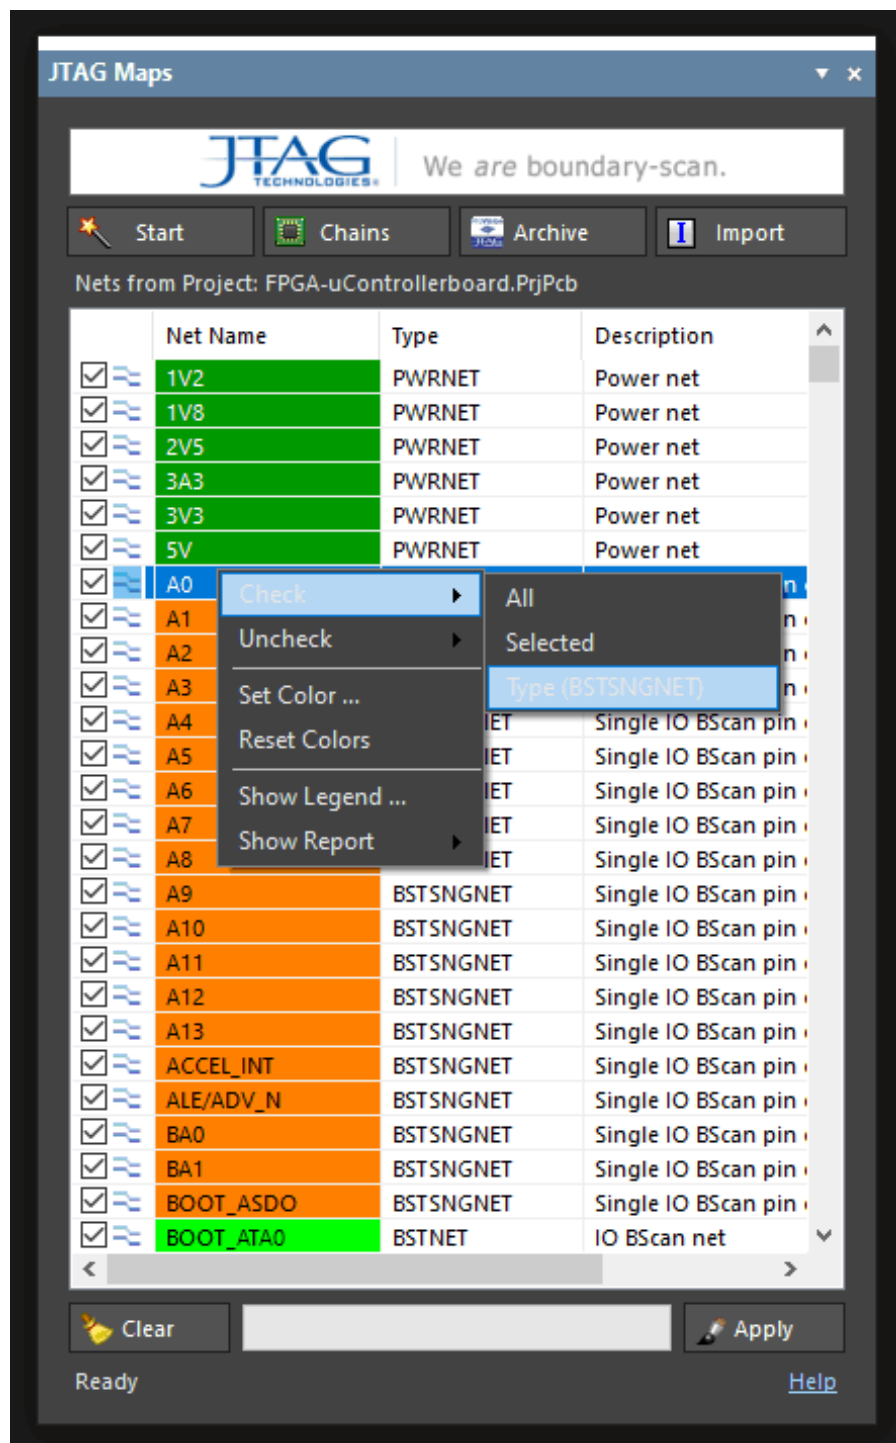 JTAG Maps
JTAG TECHNOLOGIES. We are boundary-scan.
Start Chains Archive Import
Nets from Project: FPGA-uControllerboard.PrjPcb
Net Name Type Description
1V2 PWRNET Power net
1V8 PWRNET Power net
2V5 PWRNET Power net
3A3 PWRNET Power net
3V3 PWRNET Power net
5V PWRNET Power net
A0
A1
A2
A3
A4 Single IO BScan pin
A5 Single IO BScan pin
A6 Single IO BScan pin
A7 Single IO BScan pin
A8 Single IO BScan pin
A9 BSTSNGNET Single IO BScan pin
A10 BSTSNGNET Single IO BScan pin
A11 BSTSNGNET Single IO BScan pin
A12 BSTSNGNET Single IO BScan pin
A13 BSTSNGNET Single IO BScan pin
ACCEL_INT BSTSNGNET Single IO BScan pin
ALE/ADV_N BSTSNGNET Single IO BScan pin
BA0 BSTSNGNET Single IO BScan pin
BA1 BSTSNGNET Single IO BScan pin
BOOT_ASDO BSTSNGNET Single IO BScan pin
BOOT_ATA0 BSTNET IO BScan net
Check
Uncheck
Set Color ...
Reset Colors
Show Legend ...
Show Report
All
Selected
Type (BSTSNGNET)
Clear Apply
Ready Help